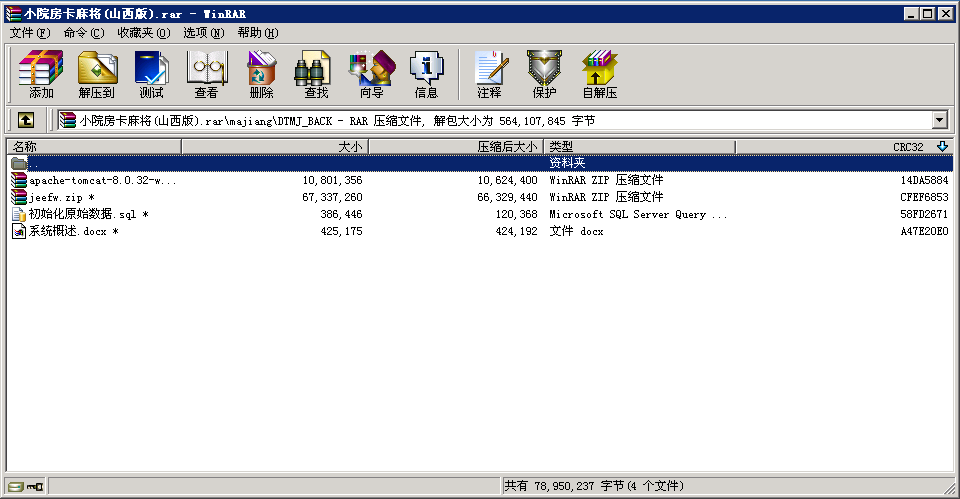 小院房卡麻将(山西版).rar - WinRAR
文件(F) 命令(C) 收藏夹(O) 选项(N) 帮助(H)
添加 解压到 测试 查看 删除 查找 向导 信息 注释 保护 自解压
小院房卡麻将(山西版).rar\majiang\DTMJ_BACK - RAR 压缩文件, 解包大小为 564,107,845 字节
名称 大小 压缩后大小 类型 CRC32
.. 资料夹
apache-tomcat-8.0.32-w... 10,801,356 10,624,400 WinRAR ZIP 压缩文件 14DA5884
jeefw.zip * 67,337,260 66,329,440 WinRAR ZIP 压缩文件 CFEF6853
初始化原始数据.sql * 386,446 120,368 Microsoft SQL Server Query ... 58FD2671
系统概述.docx * 425,175 424,192 文件 docx A47E20E0
共有 78,950,237 字节(4 个文件)